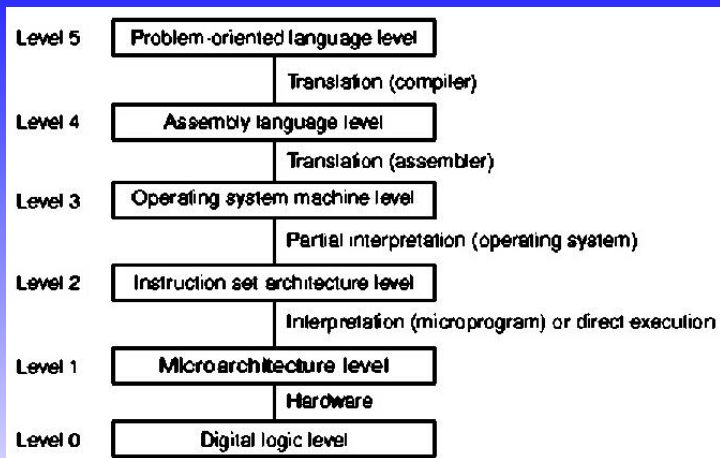 Level 5 Problem-oriented language level
Translation (compiler)
Level 4 Assembly language level
Translation (assembler)
Level 3 Operating system machine level
Partial interpretation (operating system)
Level 2 Instruction set architecture level
Interpretation (microprogram) or direct execution
Level 1 Microarchitecture level
Hardware
Level 0 Digital logic level